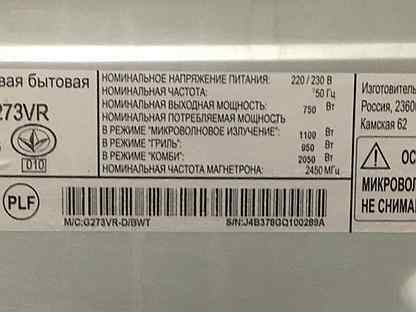 вая бытовая
G273VR
010
PLF
НОМИНАЛЬНОЕ НАПРЯЖЕНИЕ ПИТАНИЯ: 220 / 230 В
НОМИНАЛЬНАЯ ЧАСТОТА: 50 Гц
НОМИНАЛЬНАЯ ВЫХОДНАЯ МОЩНОСТЬ: 750 Вт
НОМИНАЛЬНАЯ ПОТРЕБЛЯЕМАЯ МОЩНОСТЬ
В РЕЖИМЕ "МИКРОВОЛНОВОЕ ИЗЛУЧЕНИЕ": 1100 Вт
В РЕЖИМЕ "ГРИЛЬ": 950 Вт
В РЕЖИМЕ "КОМБИ": 2050 Вт
НОМИНАЛЬНАЯ ЧАСТОТА МАГНЕТРОНА: 2450 МГц
M/C:G273VR-D/BWT
S/N:J4B378GQ100289A
Изготовитель
Россия, 23600
Камская 62
ОС
МИКРОВОЛ
НЕ СНИМАТ